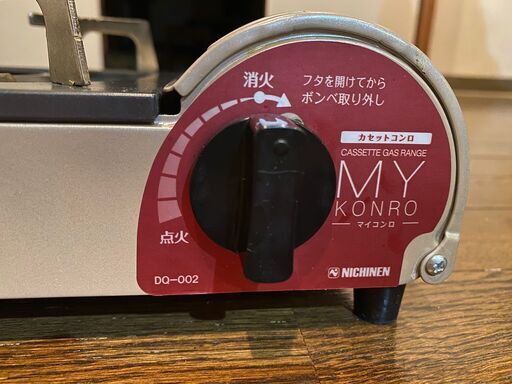 消火
フタを開けてから
ボンベ取り外し
カセットコンロ
CASSETTE GAS RANGE
MY
KONRO
マイコンロ
点火
DQ-002
NICHINEN